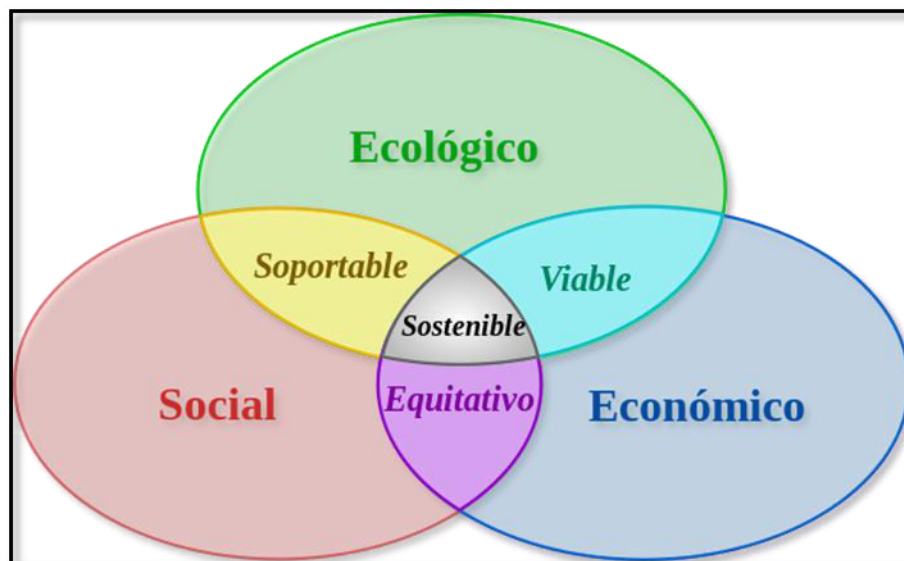 Ecológico
Soportable
Viable
Sostenible
Social
Equitativo
Económico